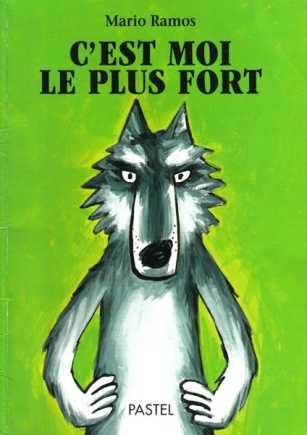 Mario Ramos
C'EST MOI
LE PLUS FORT
PASTEL